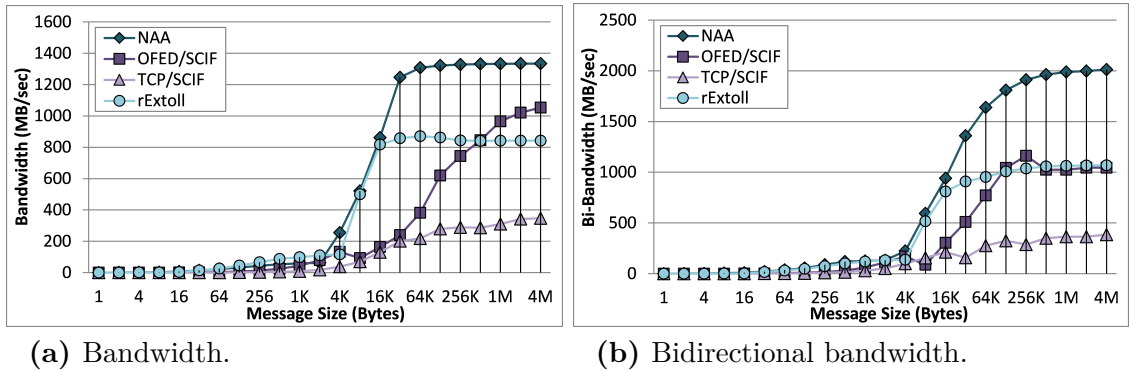 1600
1400
1200
1000
800
600
400
200
0
Bandwidth (MB/sec)
NAA
OFED/SCIF
TCP/SCIF
rExtoll
1 4 16 64 256 1K 4K 16K 64K 256K 1M 4M
Message Size (Bytes)
(a) Bandwidth.
2500
2000
1500
1000
500
0
Bi-Bandwidth (MB/sec)
NAA
OFED/SCIF
TCP/SCIF
rExtoll
1 4 16 64 256 1K 4K 16K 64K 256K 1M 4M
Message Size (Bytes)
(b) Bidirectional bandwidth.